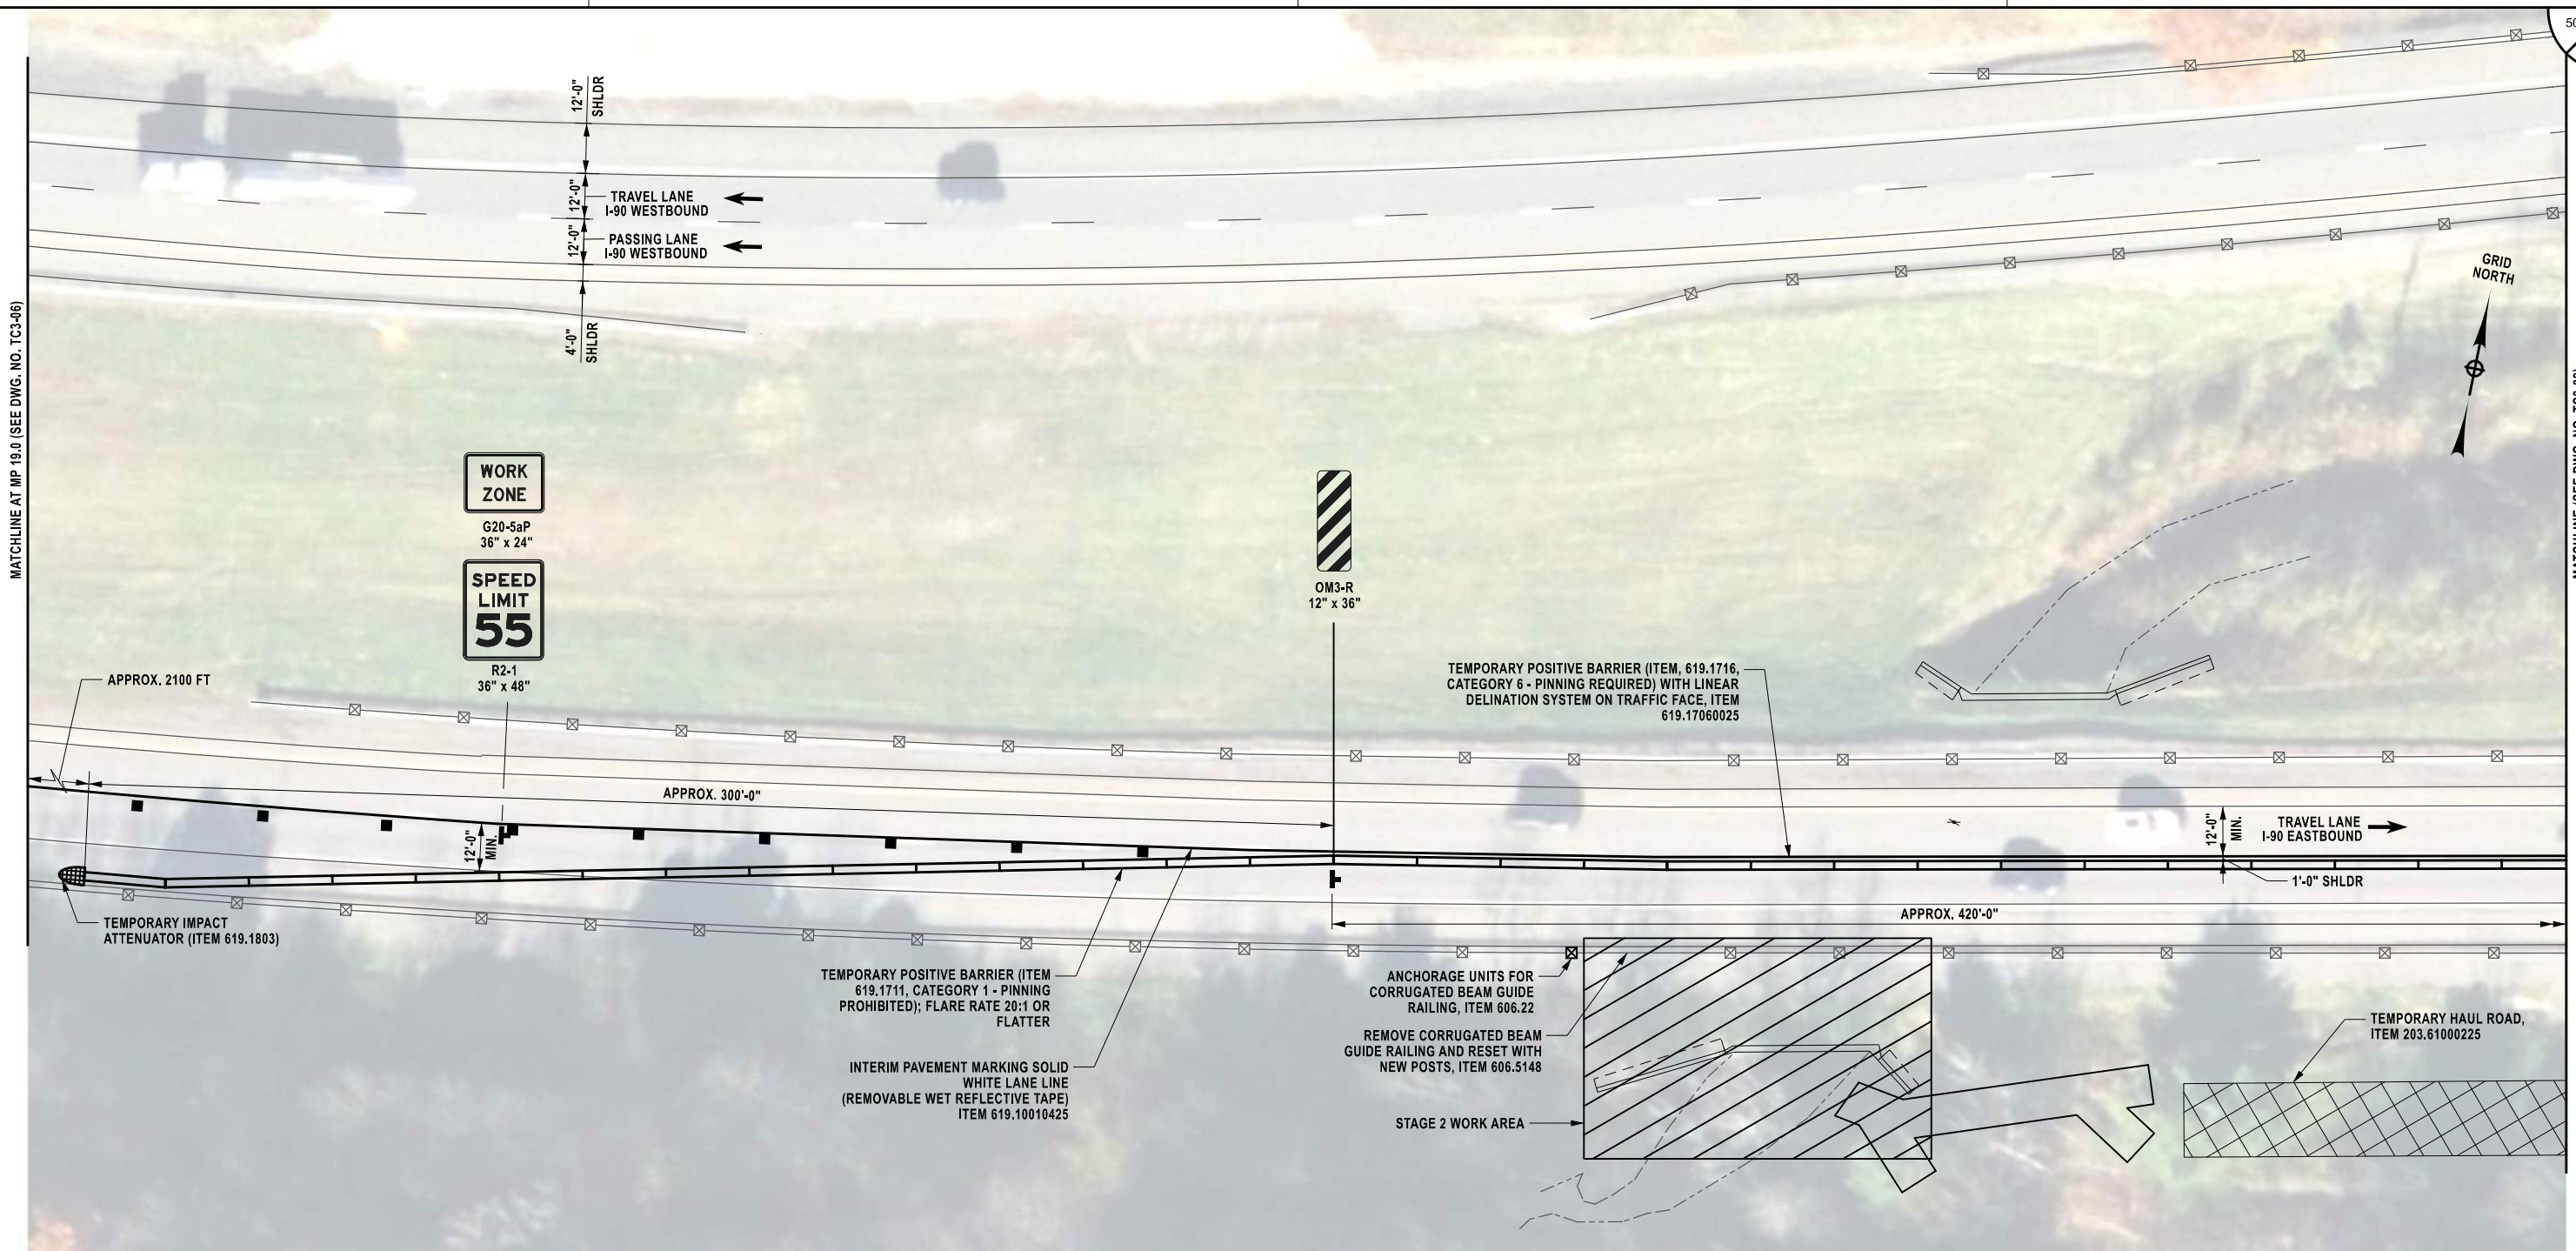 50
12'-0"
SHLDR
12'-0"
TRAVEL LANE
I-90 WESTBOUND
12'-0"
PASSING LANE
I-90 WESTBOUND
4'-0"
SHLDR
GRID
NORTH
MATCHLINE AT MP 19.0 (SEE DWG. NO. TC3-06)
WORK
ZONE
G20-5aP
36" x 24"
SPEED
LIMIT
55
R2-1
36" x 48"
OM3-R
12" x 36"
APPROX. 2100 FT
TEMPORARY POSITIVE BARRIER (ITEM, 619.1716,
CATEGORY 6 - PINNING REQUIRED) WITH LINEAR
DELINATION SYSTEM ON TRAFFIC FACE, ITEM
619.17060025
APPROX. 300'-0"
12'-0"
MIN.
12'-0"
MIN.
TRAVEL LANE
I-90 EASTBOUND
1'-0" SHLDR
APPROX. 420'-0"
TEMPORARY IMPACT
ATTENUATOR (ITEM 619.1803)
TEMPORARY POSITIVE BARRIER (ITEM
619.1711, CATEGORY 1 - PINNING
PROHIBITED); FLARE RATE 20:1 OR
FLATTER
INTERIM PAVEMENT MARKING SOLID
WHITE LANE LINE
(REMOVABLE WET REFLECTIVE TAPE)
ITEM 619.10010425
ANCHORAGE UNITS FOR
CORRUGATED BEAM GUIDE
RAILING, ITEM 606.22
REMOVE CORRUGATED BEAM
GUIDE RAILING AND RESET WITH
NEW POSTS, ITEM 606.5148
STAGE 2 WORK AREA
TEMPORARY HAUL ROAD,
ITEM 203.61000225